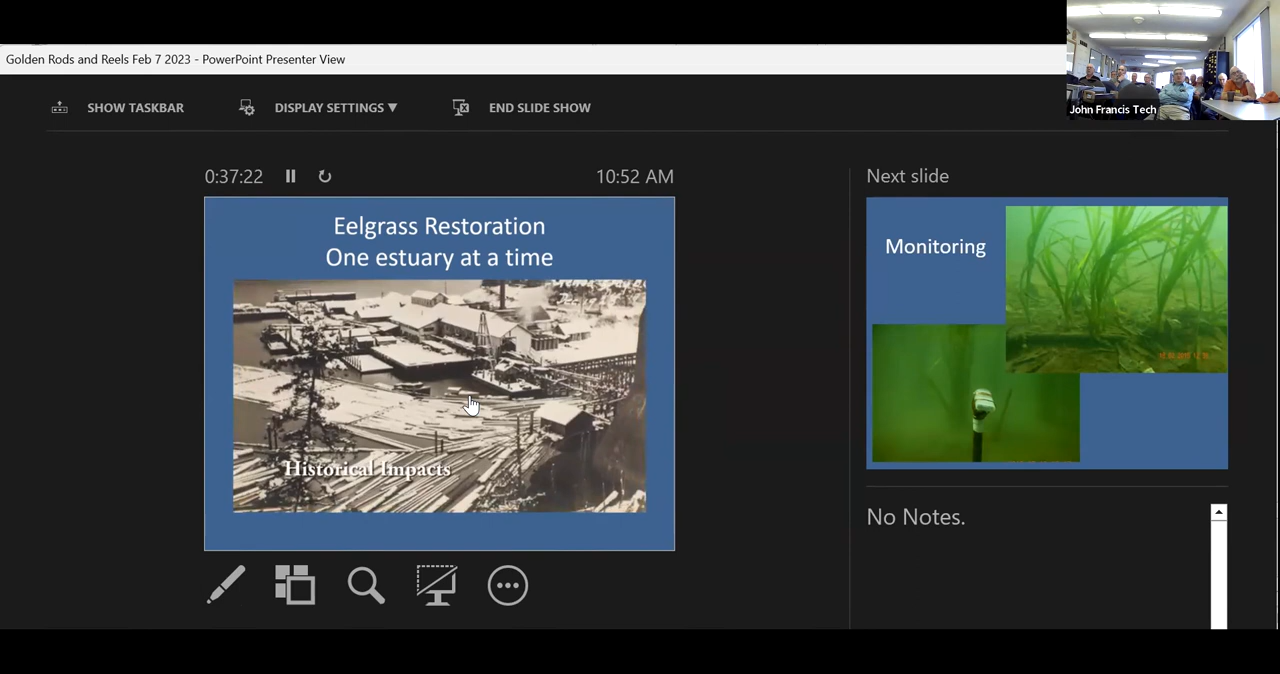 Golden Rods and Reels Feb 7 2023 - PowerPoint Presenter View
John Francis Tech
SHOW TASKBAR
DISPLAY SETTINGS ▼
END SLIDE SHOW
0:37:22
10:52 AM
Eelgrass Restoration
One estuary at a time
Historical Impacts
Next slide
Monitoring
No Notes.